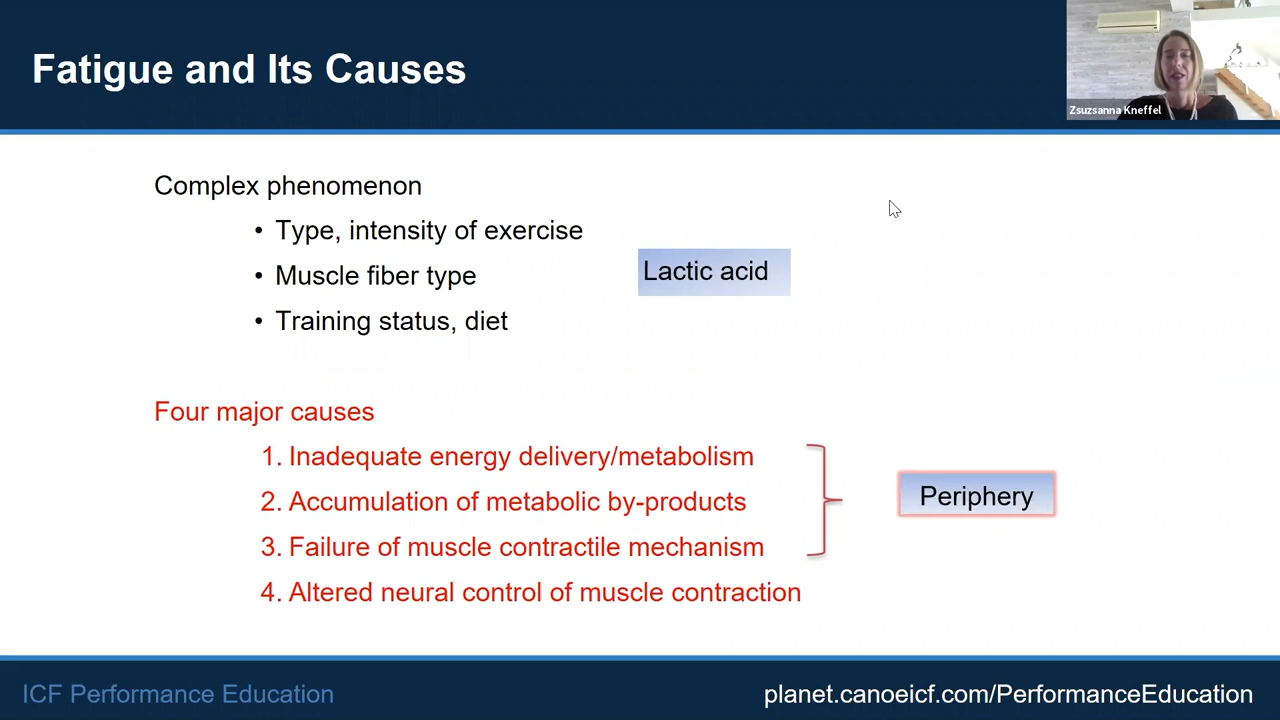 Fatigue and Its Causes
Zsuzsanna Kneffel
Complex phenomenon
• Type, intensity of exercise
• Muscle fiber type
• Training status, diet
Lactic acid
Four major causes
1. Inadequate energy delivery/metabolism
2. Accumulation of metabolic by-products
3. Failure of muscle contractile mechanism
4. Altered neural control of muscle contraction
Periphery
ICF Performance Education
planet.canoeicf.com/PerformanceEducation